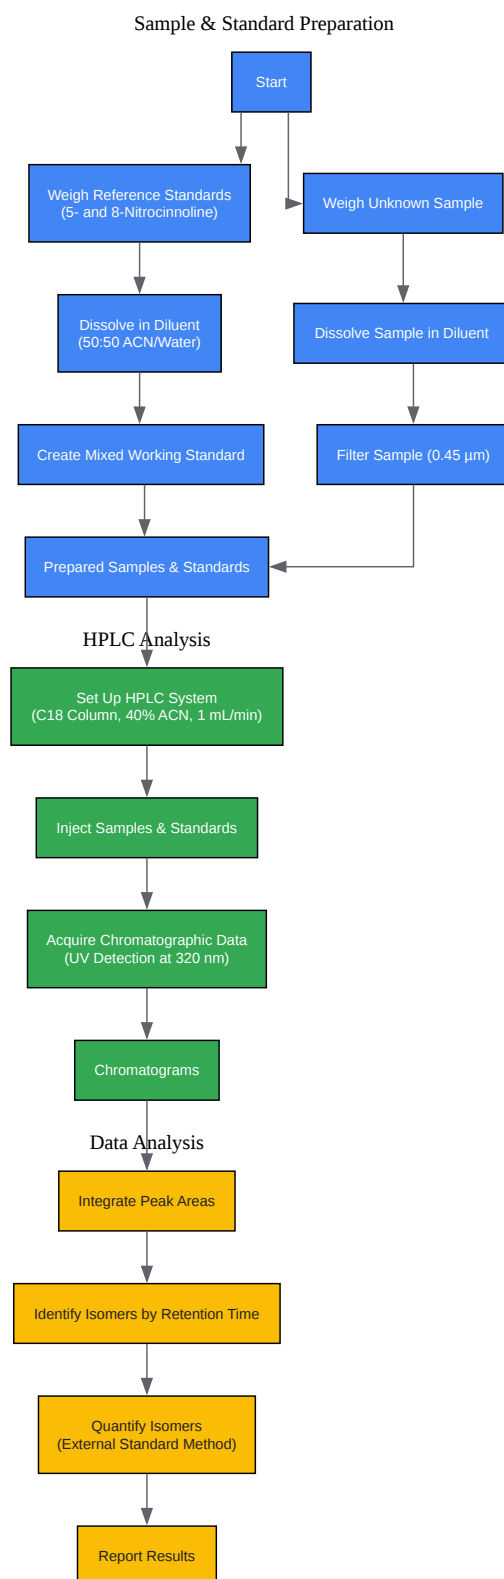 Sample & Standard Preparation
Start
Weigh Reference Standards
(5- and 8-Nitrocinnoline)
Weigh Unknown Sample
Dissolve in Diluent
(50:50 ACN/Water)
Dissolve Sample in Diluent
Create Mixed Working Standard
Filter Sample (0.45 µm)
Prepared Samples & Standards
HPLC Analysis
Set Up HPLC System
(C18 Column, 40% ACN, 1 mL/min)
Inject Samples & Standards
Acquire Chromatographic Data
(UV Detection at 320 nm)
Chromatograms
Data Analysis
Integrate Peak Areas
Identify Isomers by Retention Time
Quantify Isomers
(External Standard Method)
Report Results